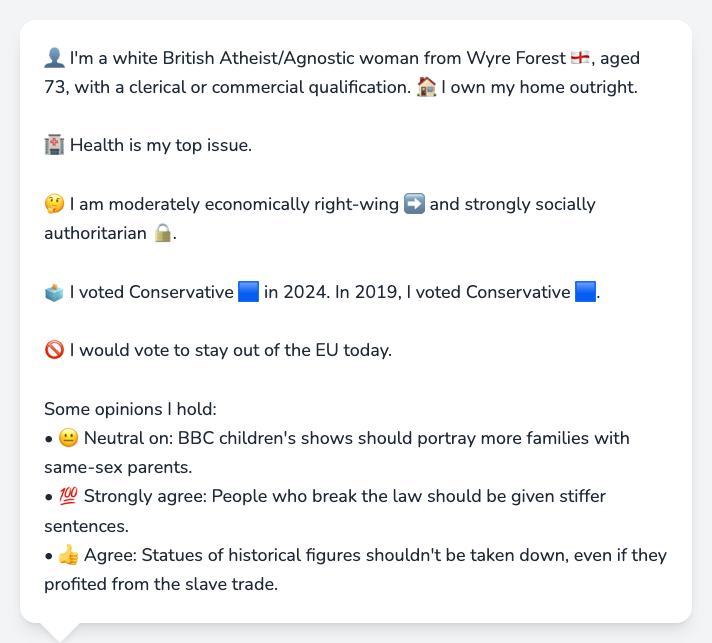 👤 I'm a white British Atheist/Agnostic woman from Wyre Forest 🏴󠁧󠁢󠁥󠁮󠁧󠁿, aged
73, with a clerical or commercial qualification. 🏠 I own my home outright.
🏥 Health is my top issue.
🤔 I am moderately economically right-wing ➡️ and strongly socially
authoritarian 🔒.
🗳️ I voted Conservative 🟦 in 2024. In 2019, I voted Conservative 🟦.
🚫 I would vote to stay out of the EU today.
Some opinions I hold:
• 😐 Neutral on: BBC children's shows should portray more families with
same-sex parents.
• 💯 Strongly agree: People who break the law should be given stiffer
sentences.
• 👍 Agree: Statues of historical figures shouldn't be taken down, even if they
profited from the slave trade.